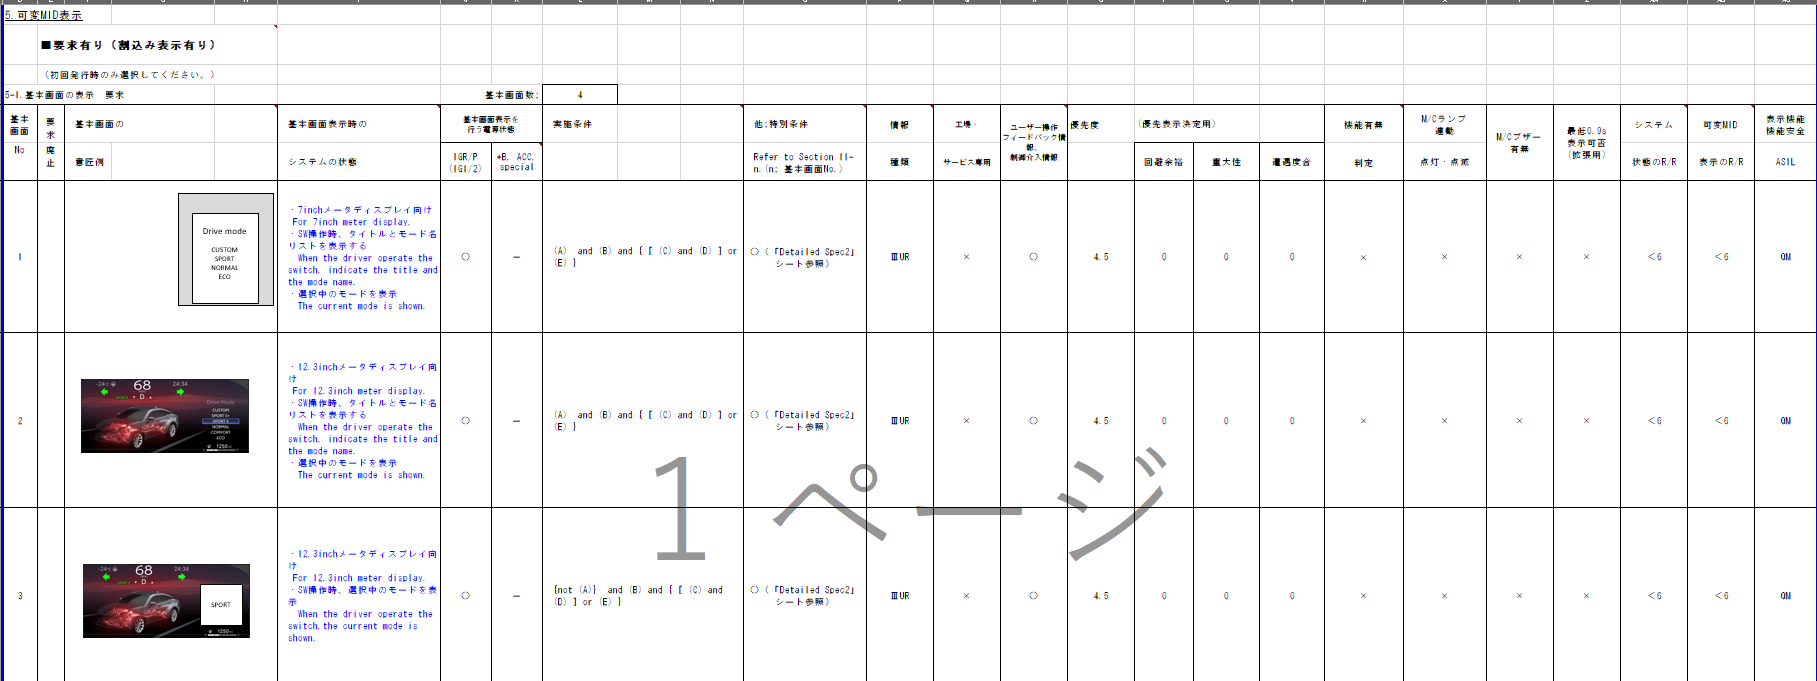 5.可変MID表示
■要求有り（割込み表示有り）
（初回発行時のみ選択してください。）
5-1.基本画面の表示　要求
基本画面数:
4
基本
画面
No
要
求
廃
止
基本画面の
意匠例
基本画面表示時の
システムの状態
基本画面表示を
行う電源状態
IGR/P
(IG1/2)
+B, ACC,
special
実施条件
他:特別条件
Refer to Section 11-
n.(n: 基本画面No.)
情報
種類
工場・
サービス専用
ユーザー操作
フィードバック情
報、
制御介入情報
優先度
(優先表示決定用)
回避余裕
重大性
遭遇度合
機能有無
判定
M/Cランプ
連動
点灯・点滅
M/Cブザー
有無
最低0.9s
表示可否
(拡張用)
システム
状態のR/R
可変MID
表示のR/R
表示機能
機能安全
ASIL
1
Drive mode
CUSTOM
SPORT
NORMAL
ECO
・7inchメータディスプレイ向け
For 7inch meter display.
・SW操作時、タイトルとモード名
リストを表示する
When the driver operate the
switch, indicate the title and
the mode name.
・選択中のモードを表示
The current mode is shown.
○
－
(A)　and (B) and { [ (C) and (D) ] or
(E) }
○（「Detailed Spec2」
シート参照）
ⅢUR
×
○
4.5
0
0
0
×
×
×
×
＜6
＜6
QM
2
-24℃
68
24:34
・D・
Drive Mode
CUSTOM
SPORT S+
SPORT S
NORMAL
COMFORT
ECO
1250
・12.3inchメータディスプレイ向
け
For 12.3inch meter display.
・SW操作時、タイトルとモード名
リストを表示する
When the driver operate the
switch, indicate the title and
the mode name.
・選択中のモードを表示
The current mode is shown.
○
－
(A)　and (B) and { [ (C) and (D) ] or
(E) }
○（「Detailed Spec2」
シート参照）
ⅢUR
×
○
4.5
0
0
0
×
×
×
×
＜6
＜6
QM
1 ページ
3
-24℃
68
24:34
・D・
SPORT
1250
・12.3inchメータディスプレイ向
け
For 12.3inch meter display.
・SW操作時、選択中のモードを表
示
When the driver operate the
switch,the current mode is
shown.
○
－
{not (A)}　and (B) and { [ (C) and
(D) ] or (E) }
○（「Detailed Spec2」
シート参照）
ⅢUR
×
○
4.5
0
0
0
×
×
×
×
＜6
＜6
QM